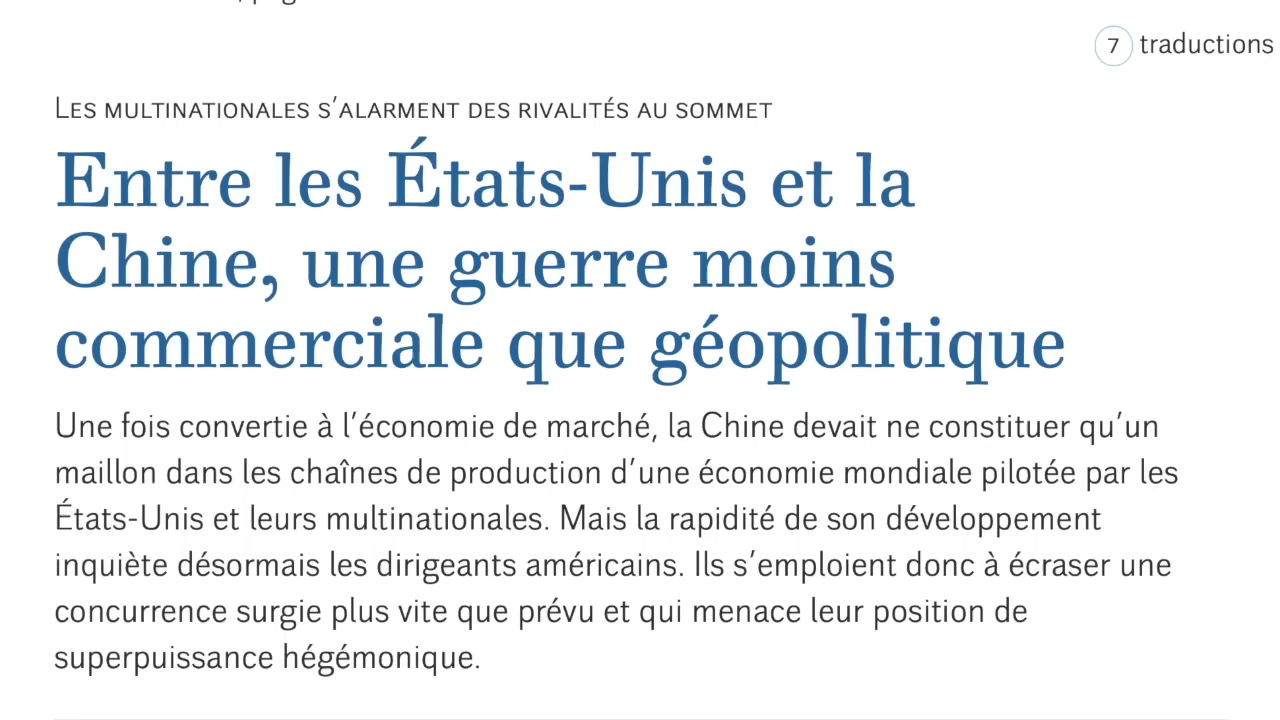 7 traductions
Les multinationales s’alarment des rivalités au sommet
Entre les États-Unis et la
Chine, une guerre moins
commerciale que géopolitique
Une fois convertie à l’économie de marché, la Chine devait ne constituer qu’un
maillon dans les chaînes de production d’une économie mondiale pilotée par les
États-Unis et leurs multinationales. Mais la rapidité de son développement
inquiète désormais les dirigeants américains. Ils s’emploient donc à écraser une
concurrence surgie plus vite que prévu et qui menace leur position de
superpuissance hégémonique.